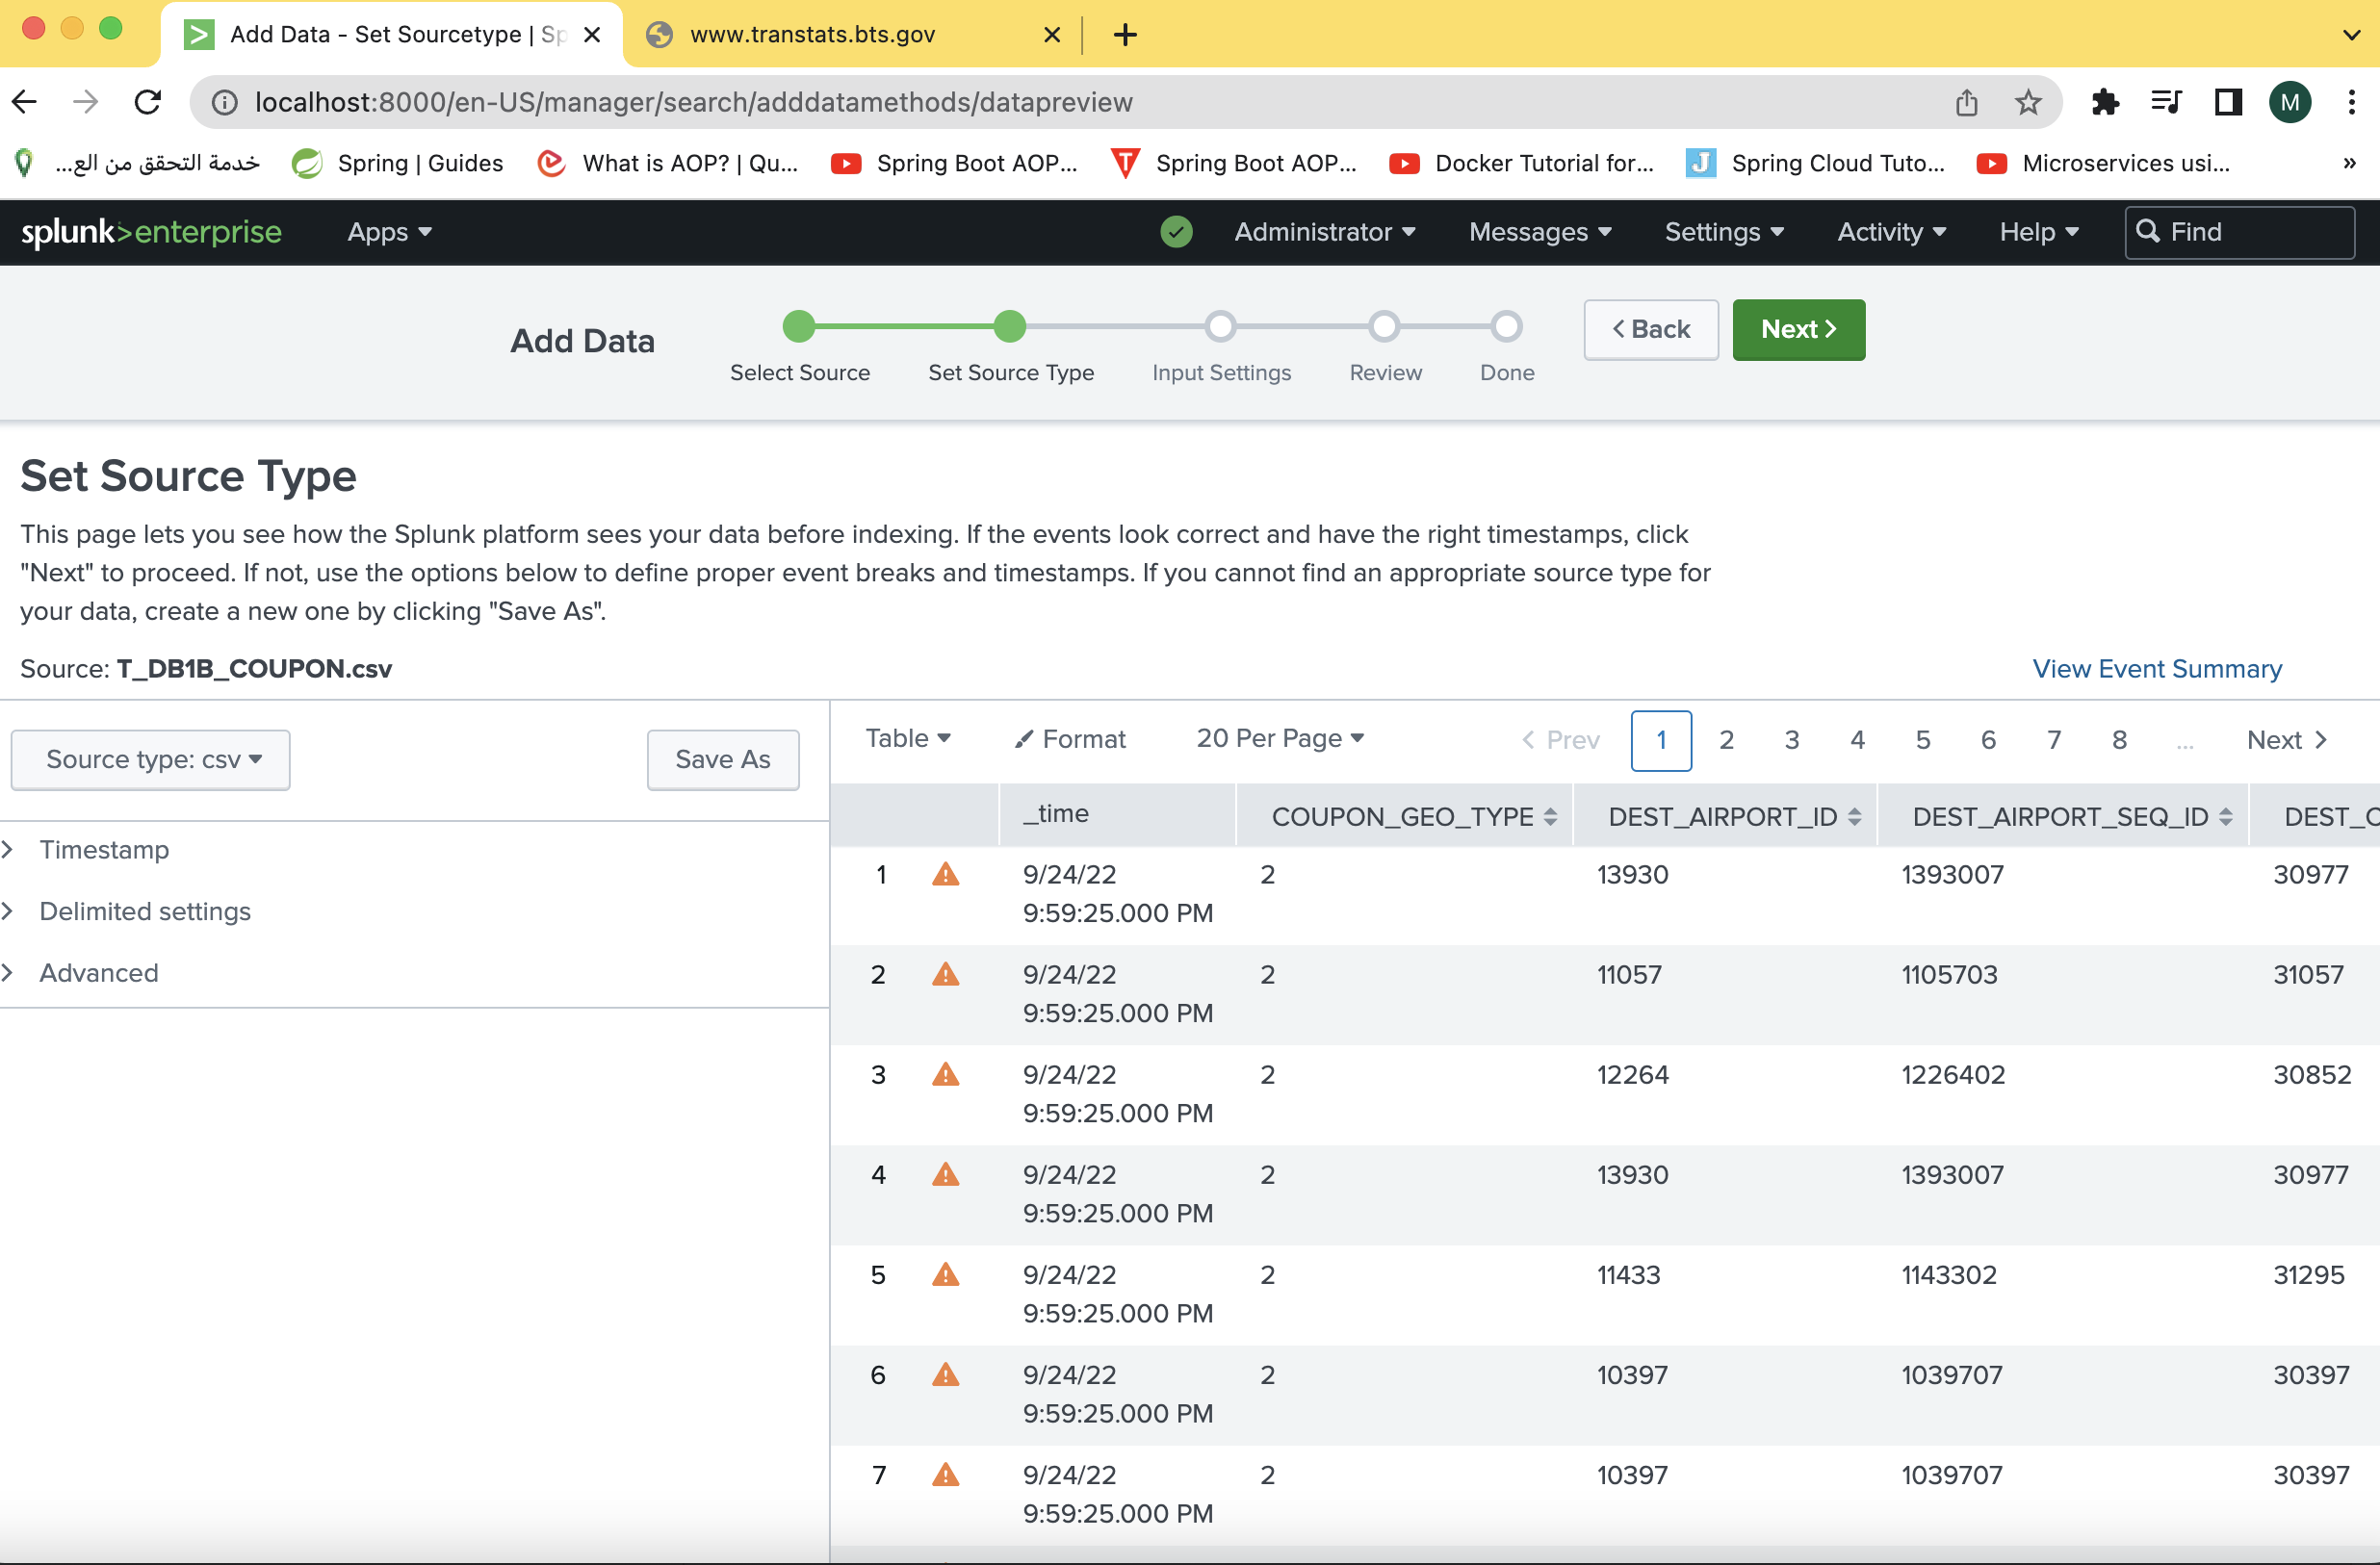 Add Data - Set Sourcetype | Sp
www.transtats.bts.gov
localhost:8000/en-US/manager/search/adddatamethods/datapreview
M
خدمة التحقق من الع...
Spring | Guides
What is AOP? | Qu...
Spring Boot AOP...
Spring Boot AOP...
Docker Tutorial for...
Spring Cloud Tuto...
Microservices usi...
»
splunk>enterprise
Apps
Administrator
Messages
Settings
Activity
Help
Find
Add Data
Select Source
Set Source Type
Input Settings
Review
Done
Back
Next
Set Source Type
This page lets you see how the Splunk platform sees your data before indexing. If the events look correct and have the right timestamps, click
"Next" to proceed. If not, use the options below to define proper event breaks and timestamps. If you cannot find an appropriate source type for
your data, create a new one by clicking "Save As".
Source: T_DB1B_COUPON.csv
View Event Summary
Source type: csv
Save As
Timestamp
Delimited settings
Advanced
Table
Format
20 Per Page
Prev 1 2 3 4 5 6 7 8 ... Next
_time COUPON_GEO_TYPE DEST_AIRPORT_ID DEST_AIRPORT_SEQ_ID DEST_C
1 9/24/22 2 13930 1393007 30977
9:59:25.000 PM
2 9/24/22 2 11057 1105703 31057
9:59:25.000 PM
3 9/24/22 2 12264 1226402 30852
9:59:25.000 PM
4 9/24/22 2 13930 1393007 30977
9:59:25.000 PM
5 9/24/22 2 11433 1143302 31295
9:59:25.000 PM
6 9/24/22 2 10397 1039707 30397
9:59:25.000 PM
7 9/24/22 2 10397 1039707 30397
9:59:25.000 PM